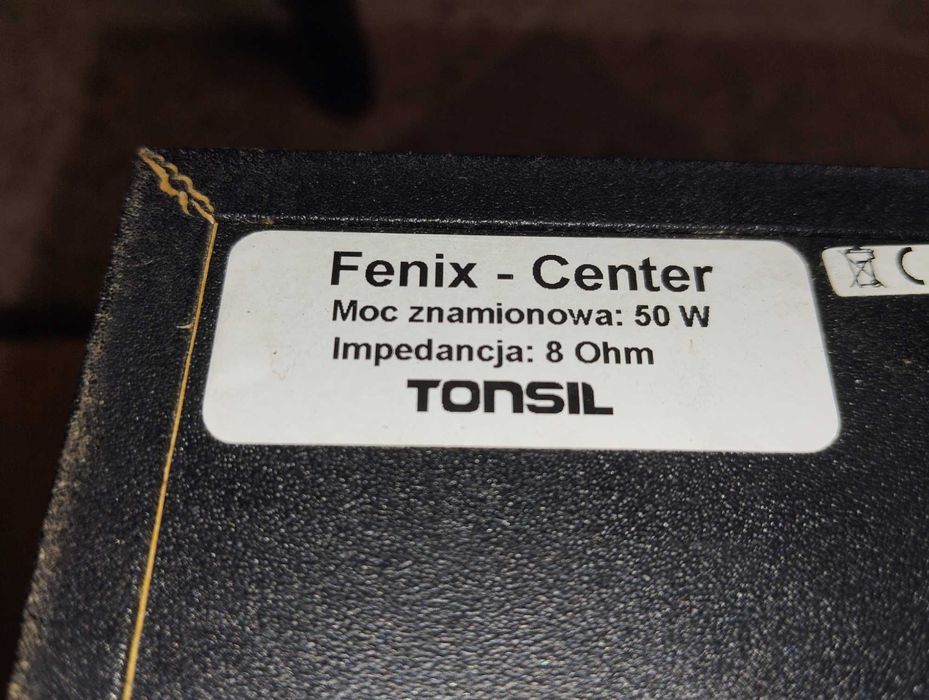 Fenix - Center
Moc znamionowa: 50 W
Impedancja: 8 Ohm
TONSIL